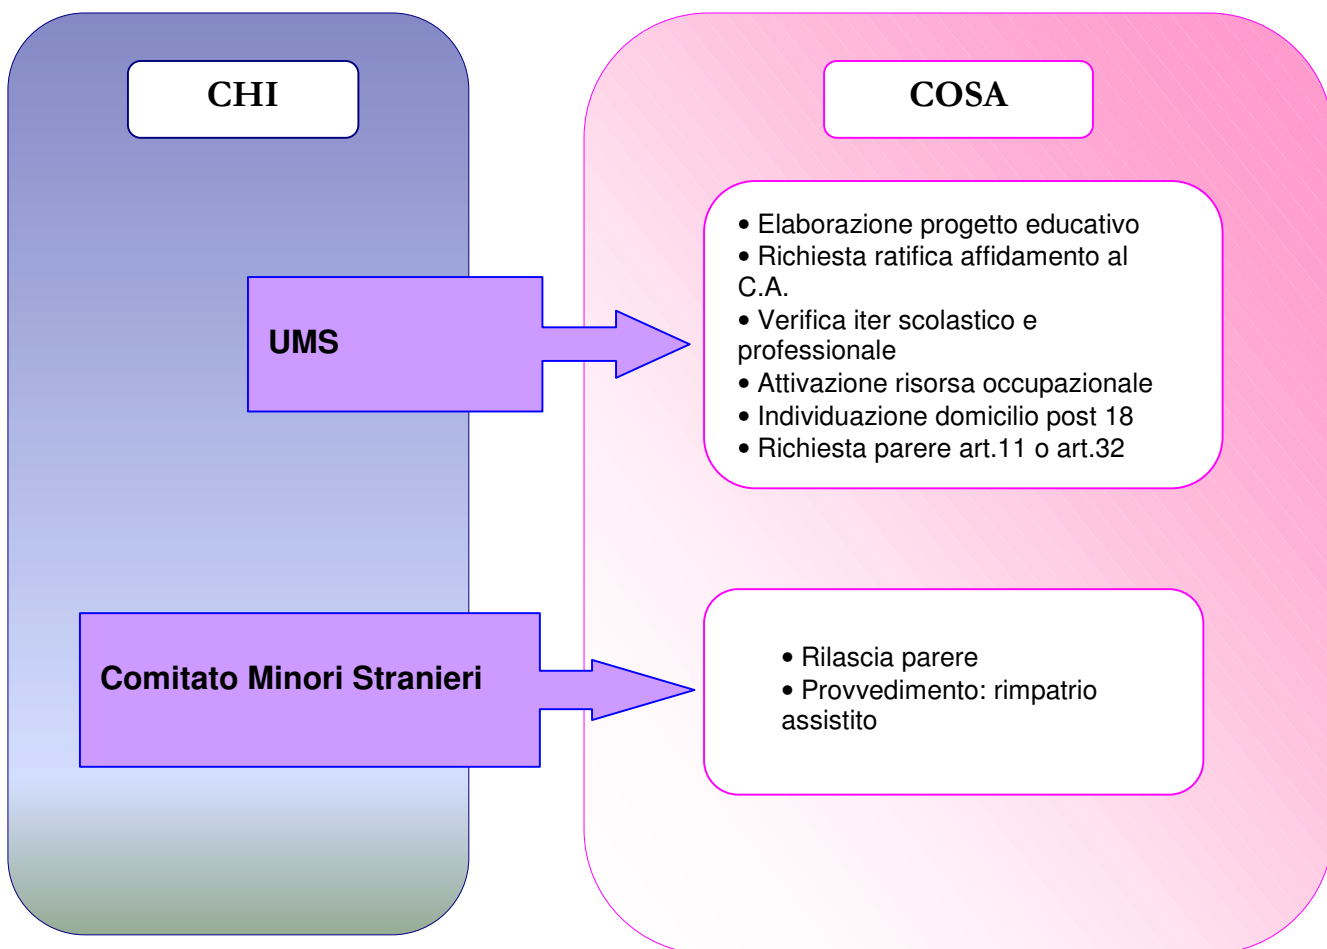 CHI
COSA
UMS
• Elaborazione progetto educativo
• Richiesta ratifica affidamento al
C.A.
• Verifica iter scolastico e
professionale
• Attivazione risorsa occupazionale
• Individuazione domicilio post 18
• Richiesta parere art.11 o art.32
Comitato Minori Stranieri
• Rilascia parere
• Provvedimento: rimpatrio
assistito